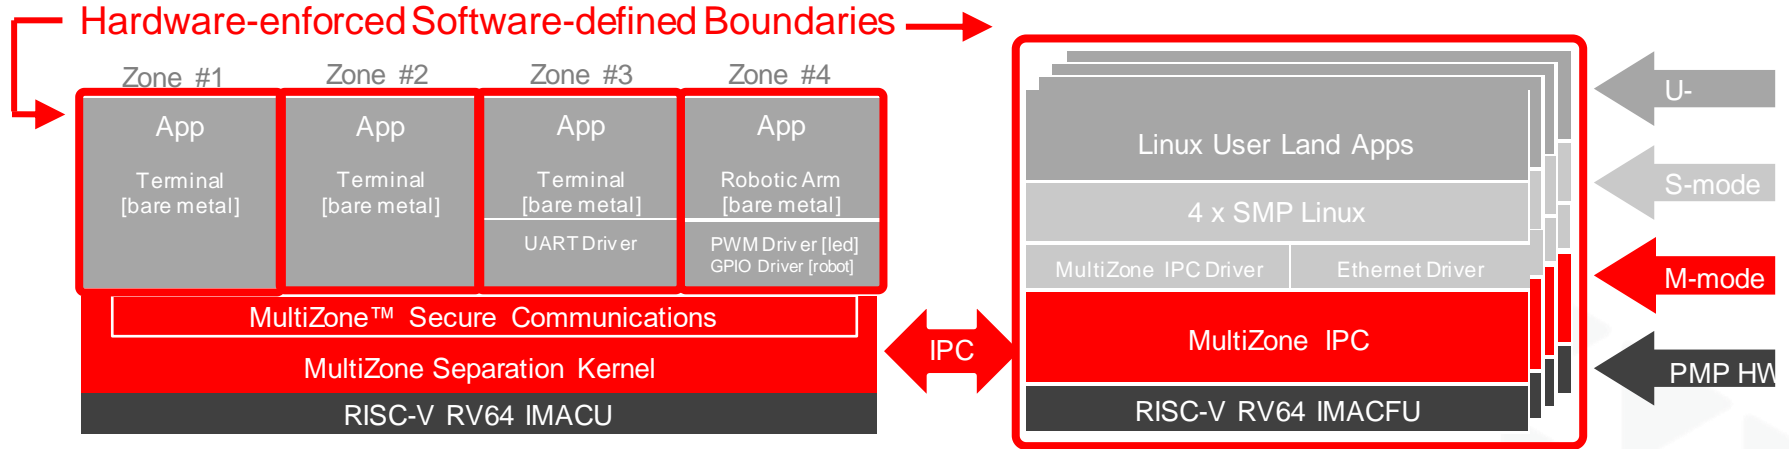 Hardware-enforced Software-defined Boundaries
Zone #1
Zone #2
Zone #3
Zone #4
App
Terminal
[bare metal]
App
Terminal
[bare metal]
App
Terminal
[bare metal]
UART Driver
App
Robotic Arm
[bare metal]
PWM Driver [led]
GPIO Driver [robot]
MultiZone™ Secure Communications
MultiZone Separation Kernel
RISC-V RV64 IMACU
IPC
Linux User Land Apps
4 x SMP Linux
MultiZone IPC Driver
Ethernet Driver
MultiZone IPC
RISC-V RV64 IMACFU
U-
S-mode
M-mode
PMP HW